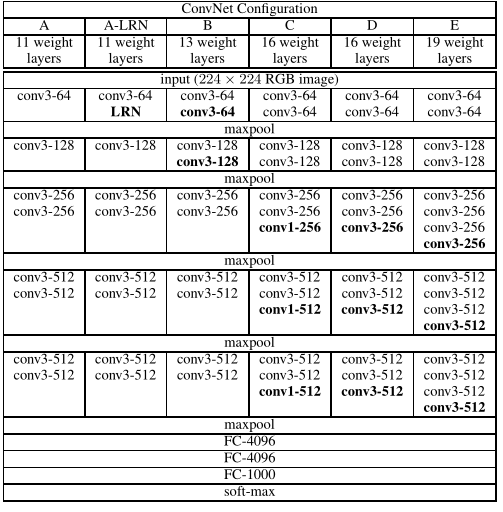 ConvNet Configuration
A A-LRN B C D E
11 weight 11 weight 13 weight 16 weight 16 weight 19 weight
layers layers layers layers layers layers
input (224 × 224 RGB image)
conv3-64 conv3-64 conv3-64 conv3-64 conv3-64 conv3-64
LRN conv3-64 conv3-64 conv3-64 conv3-64
maxpool
conv3-128 conv3-128 conv3-128 conv3-128 conv3-128 conv3-128
conv3-128 conv3-128 conv3-128 conv3-128
maxpool
conv3-256 conv3-256 conv3-256 conv3-256 conv3-256 conv3-256
conv3-256 conv3-256 conv3-256 conv3-256 conv3-256 conv3-256
conv1-256 conv3-256 conv3-256
conv3-256
maxpool
conv3-512 conv3-512 conv3-512 conv3-512 conv3-512 conv3-512
conv3-512 conv3-512 conv3-512 conv3-512 conv3-512 conv3-512
conv1-512 conv3-512 conv3-512
conv3-512
maxpool
conv3-512 conv3-512 conv3-512 conv3-512 conv3-512 conv3-512
conv3-512 conv3-512 conv3-512 conv3-512 conv3-512 conv3-512
conv1-512 conv3-512 conv3-512
conv3-512
maxpool
FC-4096
FC-4096
FC-1000
soft-max